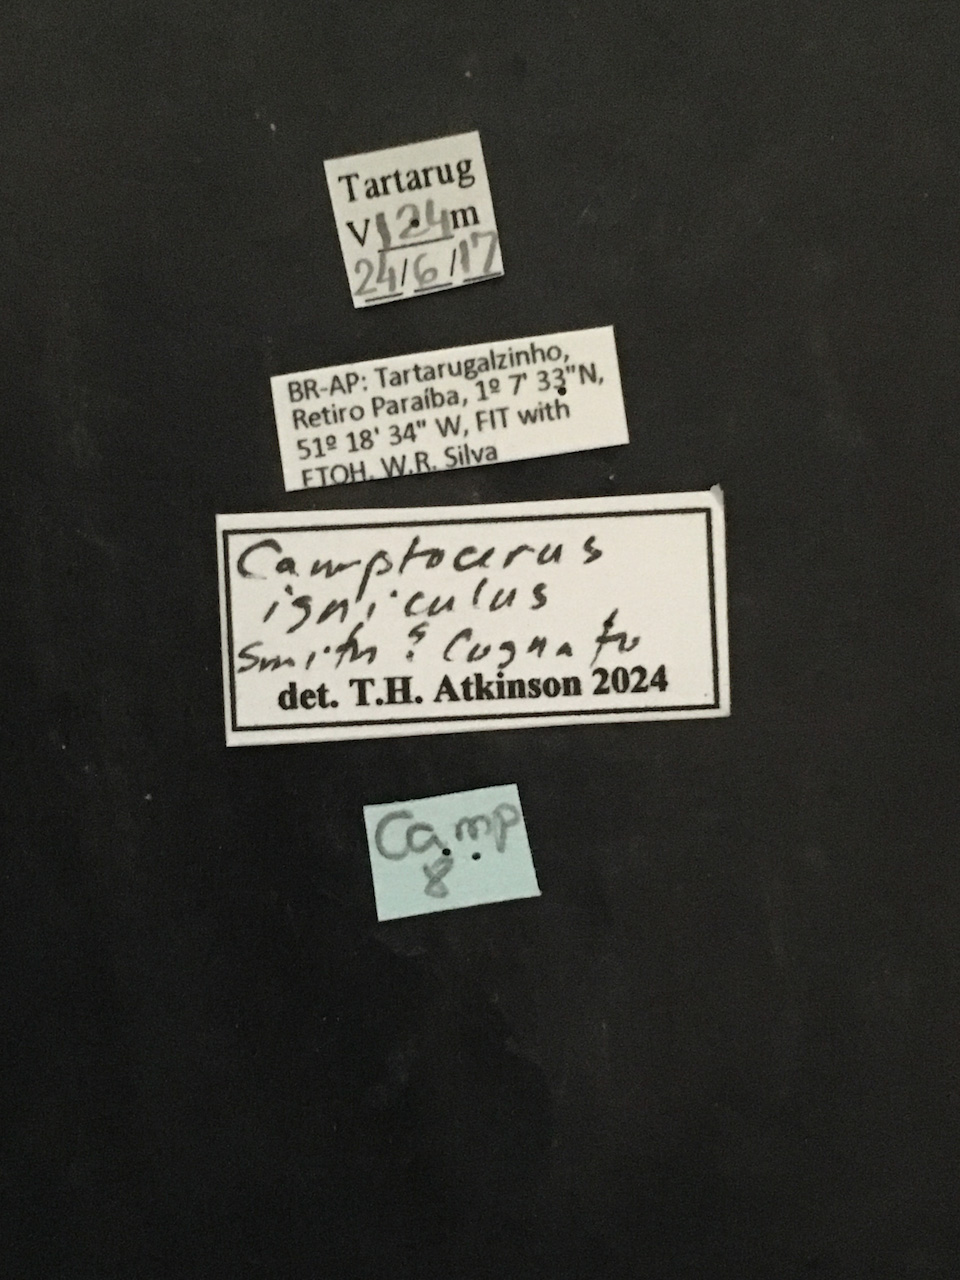 Tartarug
V 124 m
24/6/17
BR-AP: Tartarugalzinho,
Retiro Paraíba, 1º 7' 33"N,
51º 18' 34" W, FIT with
ETOH. W.R. Silva
Camptocerus
igniculus
Smith & Cognato
det. T.H. Atkinson 2024
Camp
8